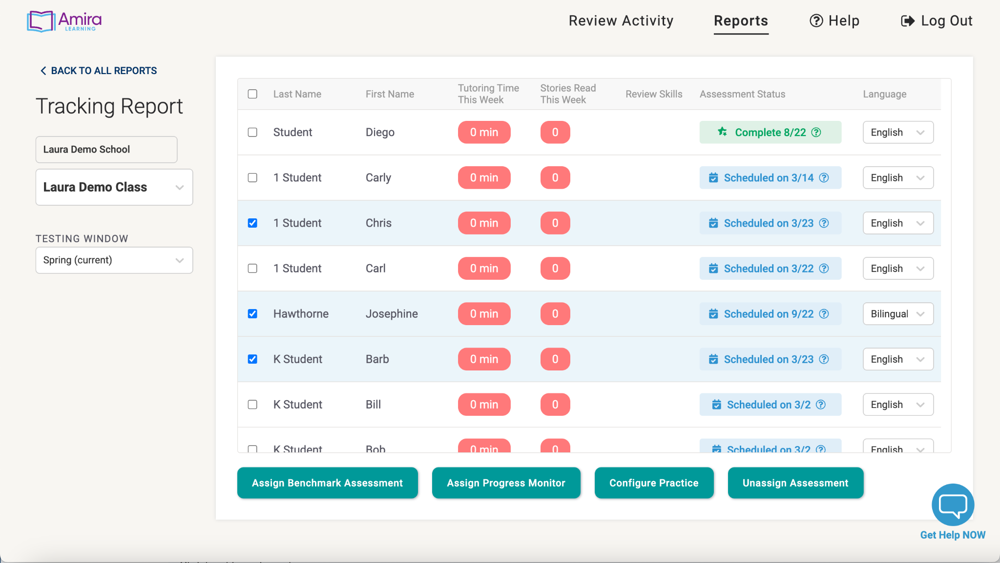 Amira
LEARNING
Review Activity
Reports
Help
Log Out
BACK TO ALL REPORTS
Tracking Report
Laura Demo School
Laura Demo Class
TESTING WINDOW
Spring (current)
Last Name First Name Tutoring Time This Week Stories Read This Week Review Skills Assessment Status Language
Student Diego 0 min 0 Complete 8/22 English
1 Student Carly 0 min 0 Scheduled on 3/14 English
1 Student Chris 0 min 0 Scheduled on 3/23 English
1 Student Carl 0 min 0 Scheduled on 3/22 English
Hawthorne Josephine 0 min 0 Scheduled on 9/22 Bilingual
K Student Barb 0 min 0 Scheduled on 3/23 English
K Student Bill 0 min 0 Scheduled on 3/2 English
K Student Bob 0 min 0 Scheduled on 3/2 English
Assign Benchmark Assessment
Assign Progress Monitor
Configure Practice
Unassign Assessment
Get Help NOW